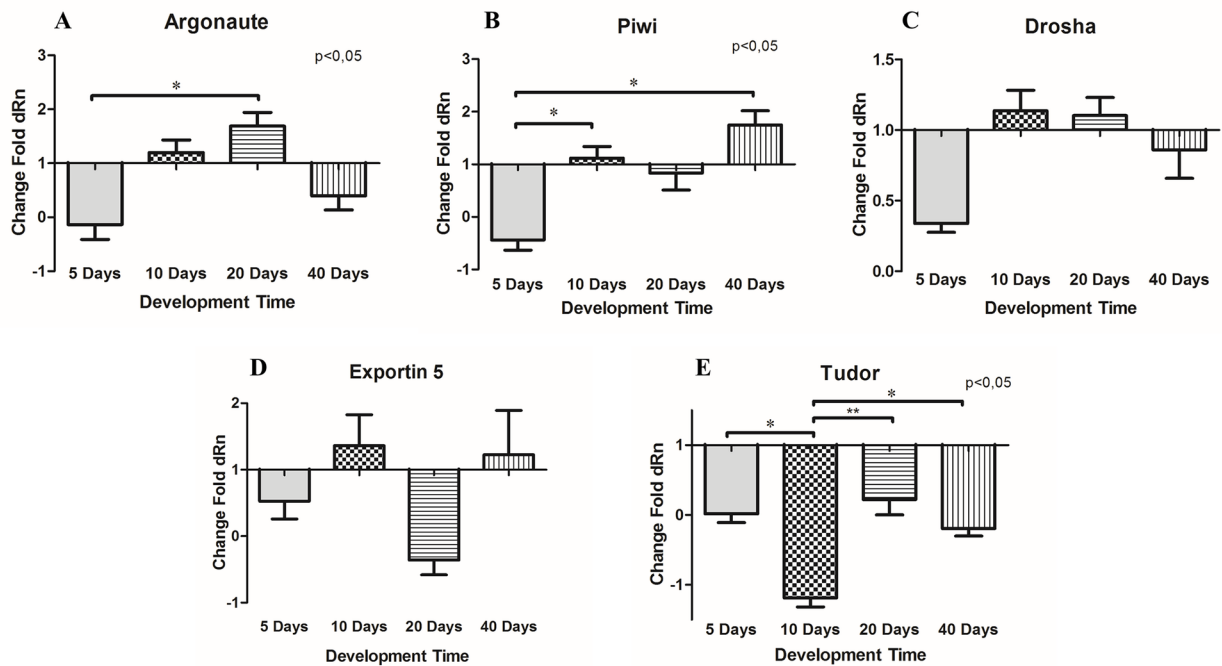 A
Argonaute
p<0,05
Change Fold dRn
3
2
1
0
-1
*
5 Days 10 Days 20 Days 40 Days
Development Time
B
Piwi
p<0,05
Change Fold dRn
3
2
1
0
-1
*
*
5 Days 10 Days 20 Days 40 Days
Development Time
C
Drosha
Change Fold dRn
1.5
1.0
0.5
0.0
5 Days 10 Days 20 Days 40 Days
Development Time
D
Exportin 5
Change Fold dRn
2
1
0
-1
5 Days 10 Days 20 Days 40 Days
Development Time
E
Tudor
p<0,05
Change Fold dRn
1
0
-1
*
**
*
5 Days 10 Days 20 Days 40 Days
Development Time